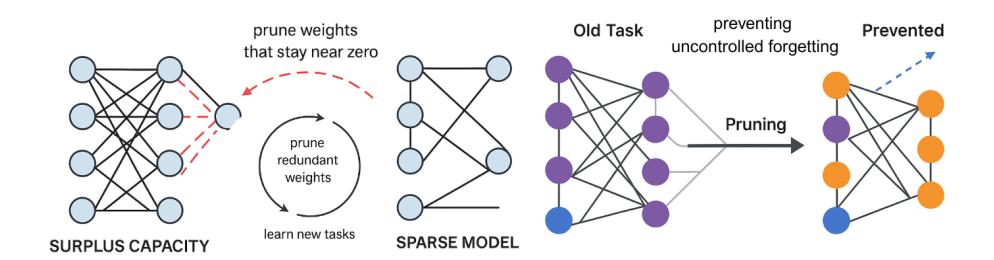 prune weights
that stay near zero
prune
redundant
weights
learn new tasks
SURPLUS CAPACITY
SPARSE MODEL
Old Task
preventing
uncontrolled forgetting
Prevented
Pruning